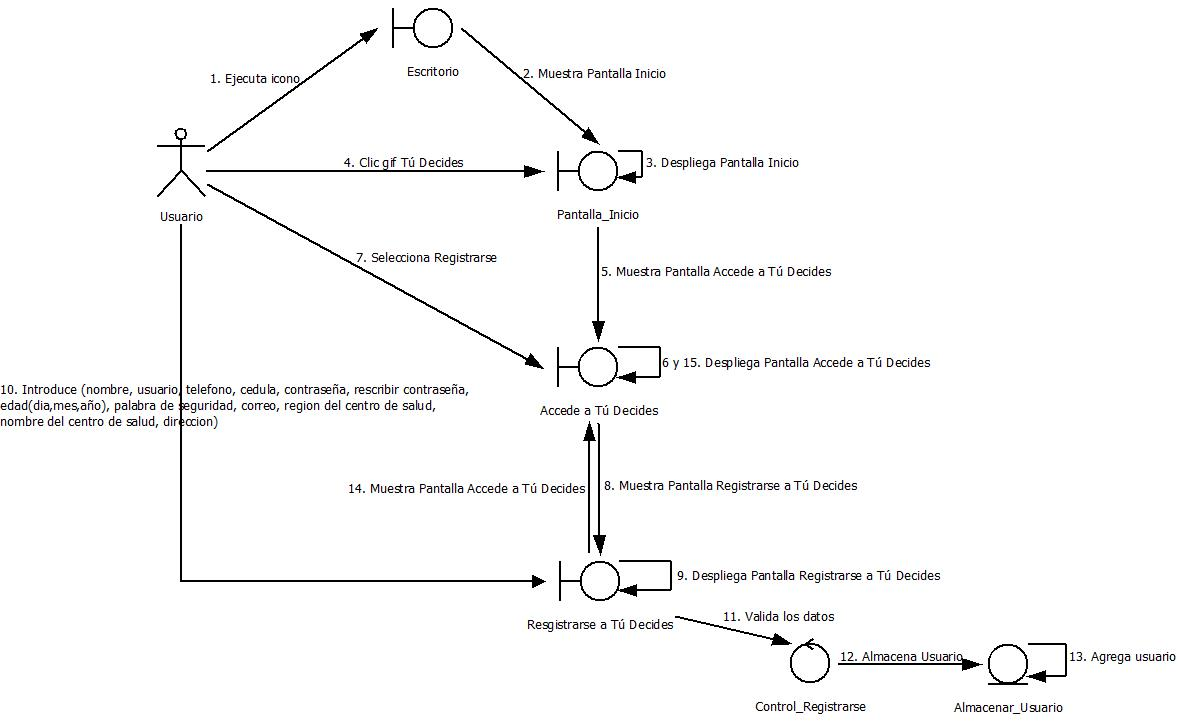 Escritorio
1. Ejecuta icono
2. Muestra Pantalla Inicio
4. Clic gif Tú Decides
3. Despliega Pantalla Inicio
Usuario
Pantalla_Inicio
7. Selecciona Registrarse
5. Muestra Pantalla Accede a Tú Decides
6 y 15. Despliega Pantalla Accede a Tú Decides
10. Introduce (nombre, usuario, telefono, cedula, contraseña, rescribir contraseña,
edad(dia,mes,año), palabra de seguridad, correo, region del centro de salud,
nombre del centro de salud, direccion)
Accede a Tú Decides
14. Muestra Pantalla Accede a Tú Decides
8. Muestra Pantalla Registrarse a Tú Decides
9. Despliega Pantalla Registrarse a Tú Decides
Resgistrarse a Tú Decides
11. Valida los datos
12. Almacena Usuario
13. Agrega usuario
Control_Registrarse
Almacenar_Usuario